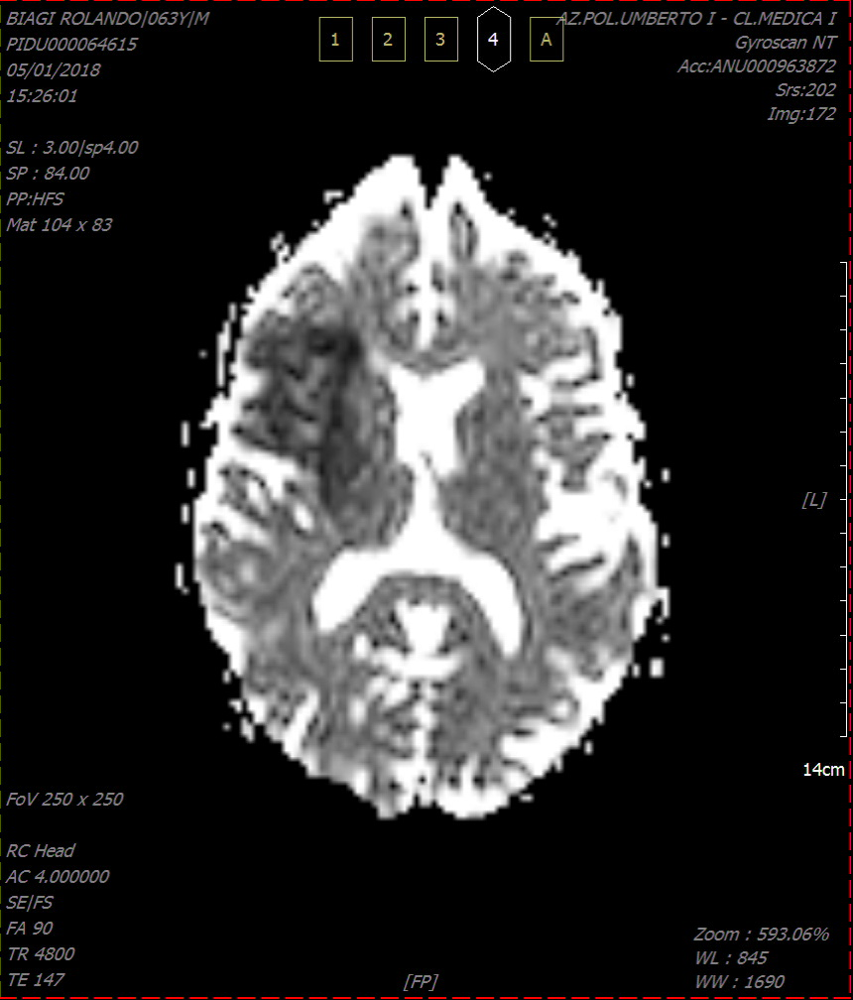 BIAGI ROLANDO|063Y|M
PIDU000064615
05/01/2018
15:26:01
1 2 3 4 A
AZ.POL.UMBERTO I - CL.MEDICA I
Gyroscan NT
Acc:ANU000963872
Srs:202
Img:172
SL : 3.00|sp4.00
SP : 84.00
PP:HFS
Mat 104 x 83
[L]
14cm
FoV 250 x 250
RC Head
AC 4.000000
SE/FS
FA 90
TR 4800
TE 147
[FP]
Zoom : 593.06%
WL : 845
WW : 1690